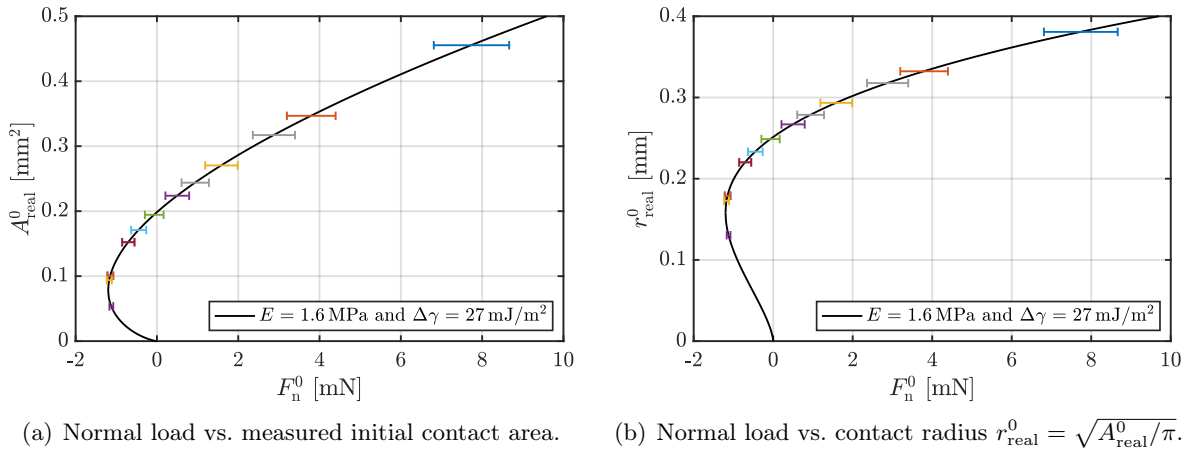 0.5
0.4
0.3
0.2
0.1
0
A⁰real [mm²]
-2 0 2 4 6 8 10
F⁰n [mN]
E = 1.6 MPa and Δγ = 27 mJ/m²
(a) Normal load vs. measured initial contact area.
0.4
0.3
0.2
0.1
0
r⁰real [mm]
-2 0 2 4 6 8 10
F⁰n [mN]
E = 1.6 MPa and Δγ = 27 mJ/m²
(b) Normal load vs. contact radius r⁰real = √A⁰real/π.